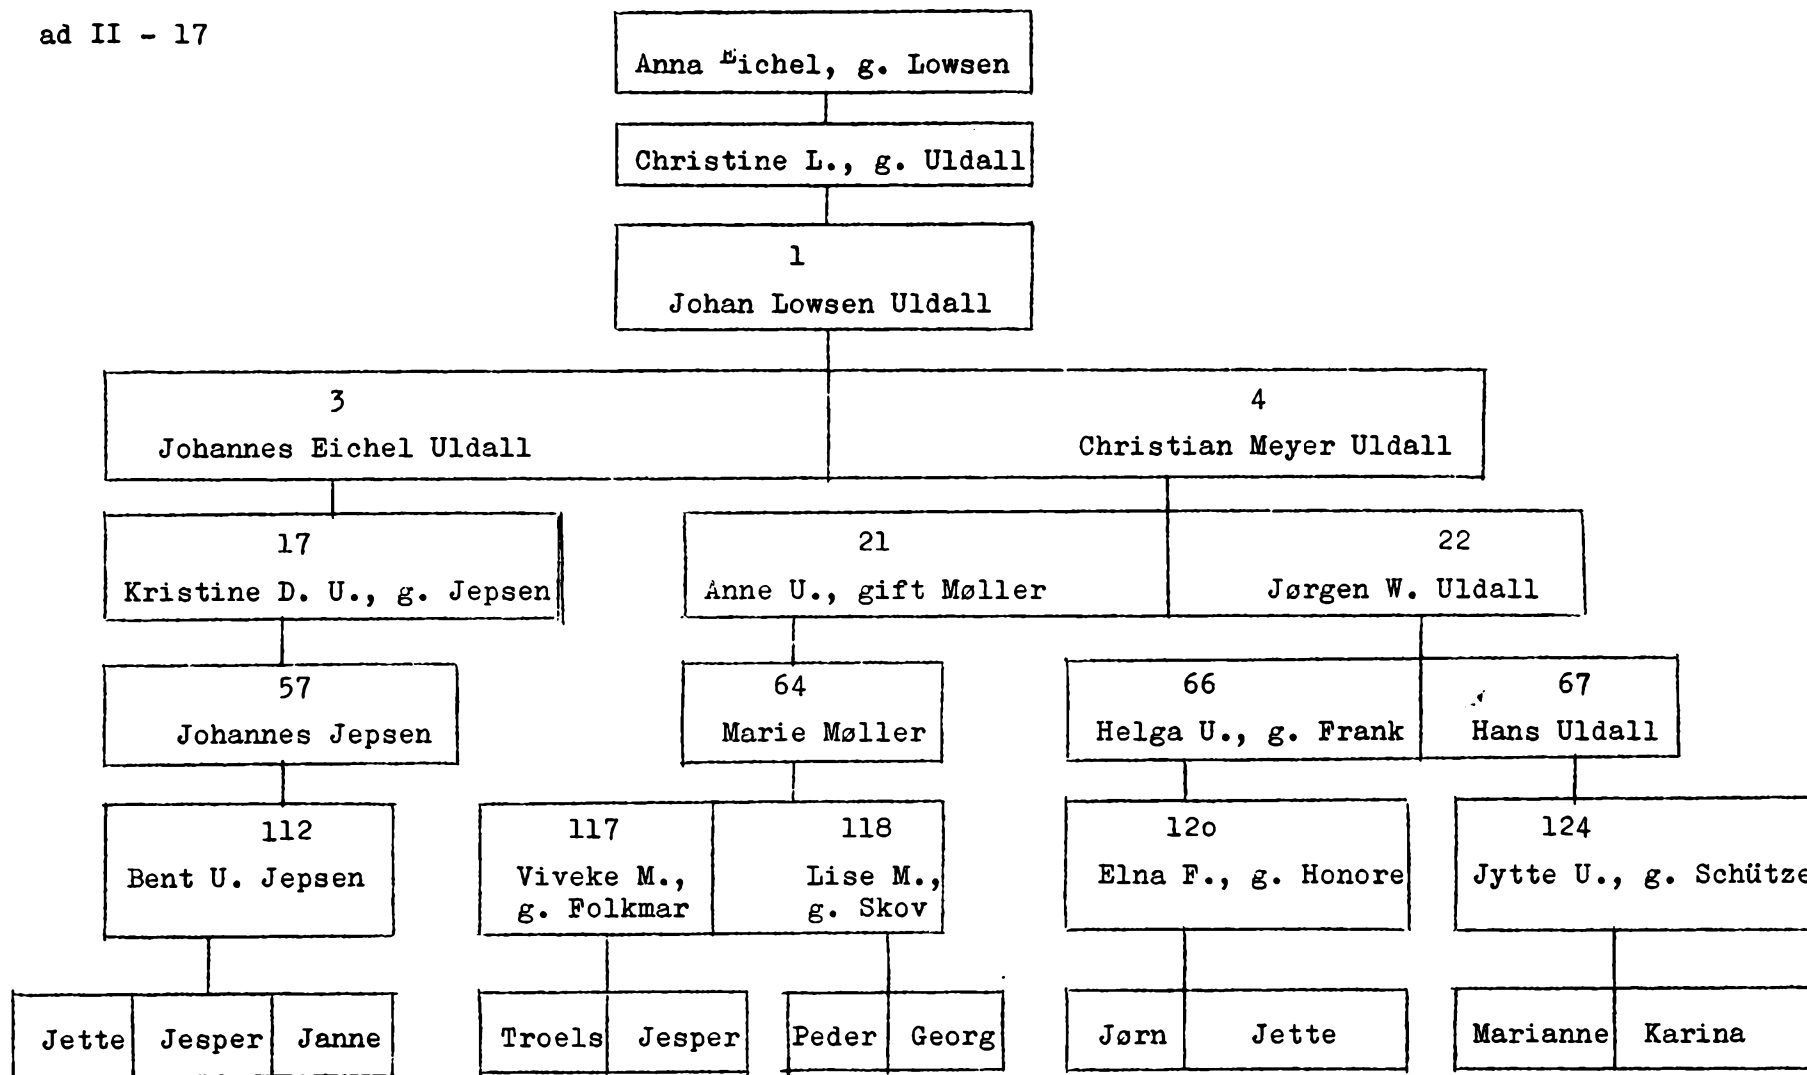 ad II - 17
Anna Eichel, g. Lowsen
Christine L., g. Uldall
1
Johan Lowsen Uldall
3
Johannes Eichel Uldall
4
Christian Meyer Uldall
17
Kristine D. U., g. Jepsen
21
Anne U., gift Møller
22
Jørgen W. Uldall
57
Johannes Jepsen
64
Marie Møller
66
Helga U., g. Frank
67
Hans Uldall
112
Bent U. Jepsen
117
Viveke M.,
g. Folkmar
118
Lise M.,
g. Skov
12o
Elna F., g. Honore
124
Jytte U., g. Schütze
Jette
Jesper
Janne
Troels
Jesper
Peder
Georg
Jørn
Jette
Marianne
Karina